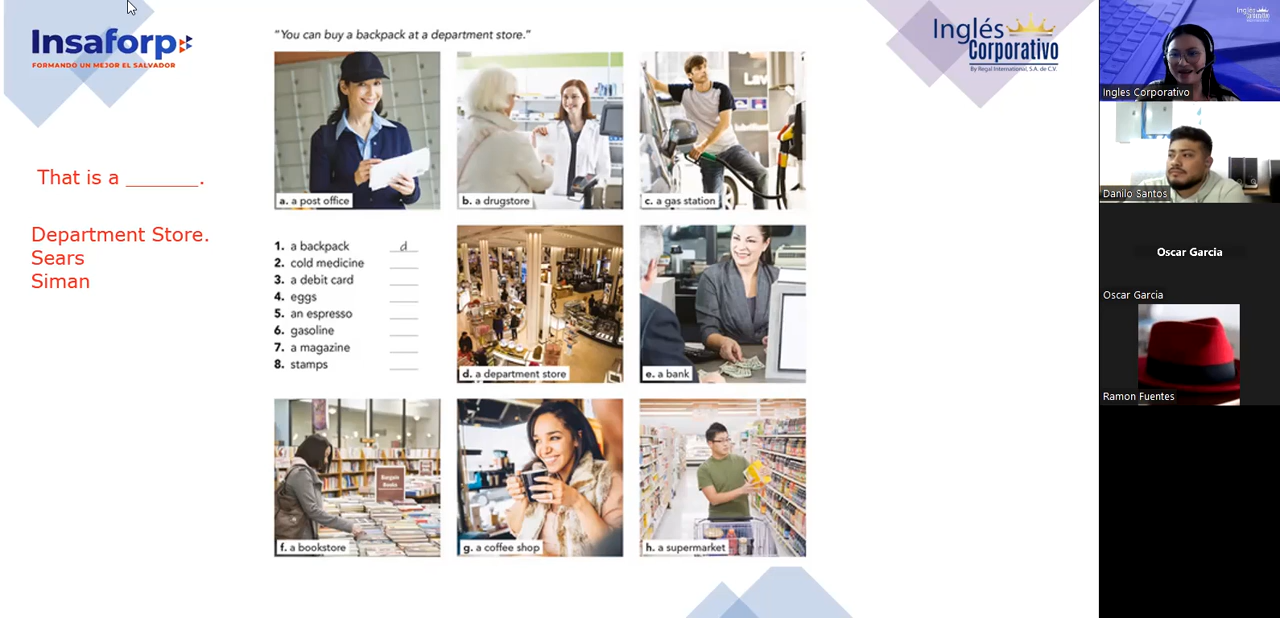 Insaforp
FORMANDO UN MEJOR EL SALVADOR
"You can buy a backpack at a department store."
Inglés
Corporativo
By Regal International, S.A. de C.V.
That is a _______.
Department Store.
Sears
Siman
a. a post office
b. a drugstore
c. a gas station
Lav
1. a backpack d
2. cold medicine
3. a debit card
4. eggs
5. an espresso
6. gasoline
7. a magazine
8. stamps
d. a department store
e. a bank
Bargain
Books
f. a bookstore
g. a coffee shop
h. a supermarket
Ingles Corporativo
Danilo Santos
Oscar Garcia
Oscar Garcia
Ramon Fuentes